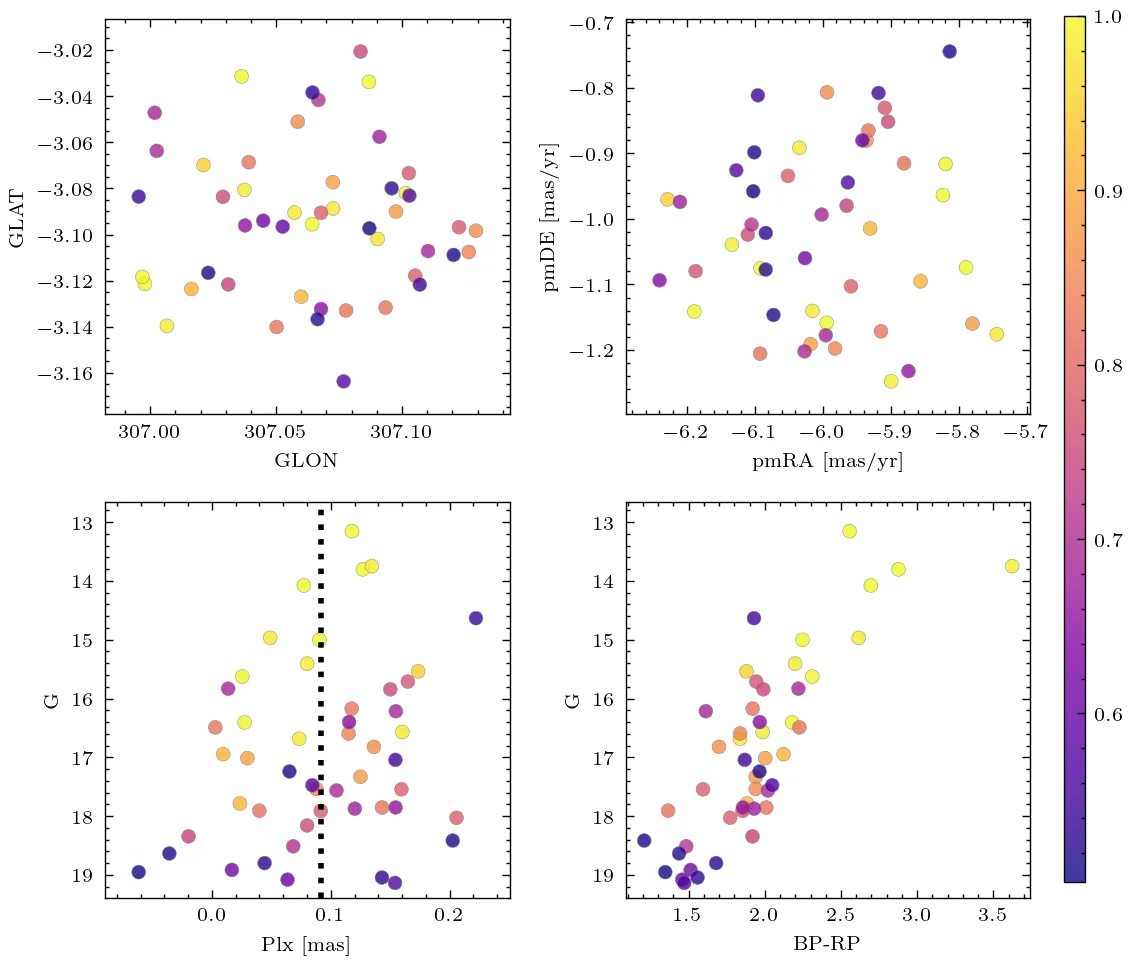 −3.02
−3.04
−3.06
−3.08
−3.10
−3.12
−3.14
−3.16
GLAT
307.00 307.05 307.10
GLON
−0.7
−0.8
−0.9
−1.0
−1.1
−1.2
pmDE [mas/yr]
−6.2 −6.1 −6.0 −5.9 −5.8 −5.7
pmRA [mas/yr]
13
14
15
16
17
18
19
G
0.0 0.1 0.2
Plx [mas]
13
14
15
16
17
18
19
G
1.5 2.0 2.5 3.0 3.5
BP-RP
1.0
0.9
0.8
0.7
0.6